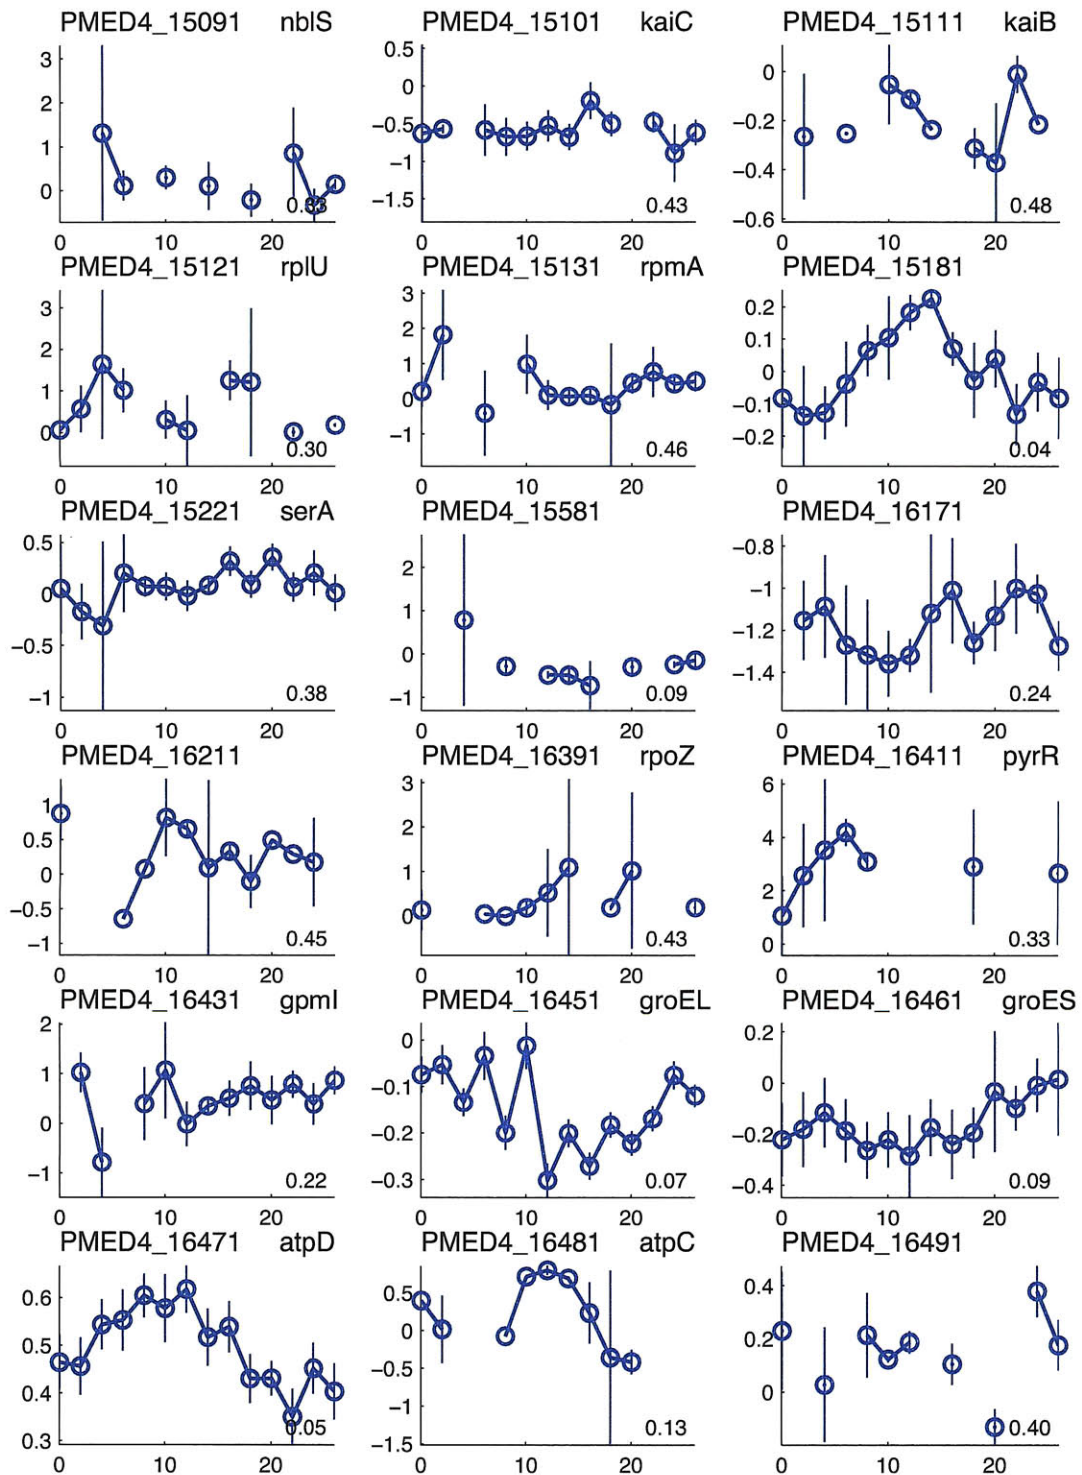 PMED4_15091 nblS PMED4_15101 kaiC PMED4_15111 kaiB
3 2 1 0 0.33 0 10 20
0.5 0 −0.5 −1 −1.5 0.43 0 10 20
0 −0.2 −0.4 −0.6 0.48 0 10 20
PMED4_15121 rplU PMED4_15131 rpmA PMED4_15181
3 2 1 0 0.30 0 10 20
3 2 1 0 −1 0.46 0 10 20
0.2 0.1 0 −0.1 −0.2 0.04 0 10 20
PMED4_15221 serA PMED4_15581 PMED4_16171
0.5 0 −0.5 −1 0.38 0 10 20
2 1 0 −1 0.09 0 10 20
−0.8 −1 −1.2 −1.4 0.24 0 10 20
PMED4_16211 PMED4_16391 rpoZ PMED4_16411 pyrR
1 0.5 0 −0.5 −1 0.45 0 10 20
3 2 1 0 0.43 0 10 20
6 4 2 0 0.33 0 10 20
PMED4_16431 gpmI PMED4_16451 groEL PMED4_16461 groES
2 1 0 −1 0.22 0 10 20
0 −0.1 −0.2 −0.3 0.07 0 10 20
0.2 0 −0.2 −0.4 0.09 0 10 20
PMED4_16471 atpD PMED4_16481 atpC PMED4_16491
0.6 0.5 0.4 0.3 0.05 0 10 20
0.5 0 −0.5 −1 −1.5 0.13 0 10 20
0.4 0.2 0 0.40 0 10 20